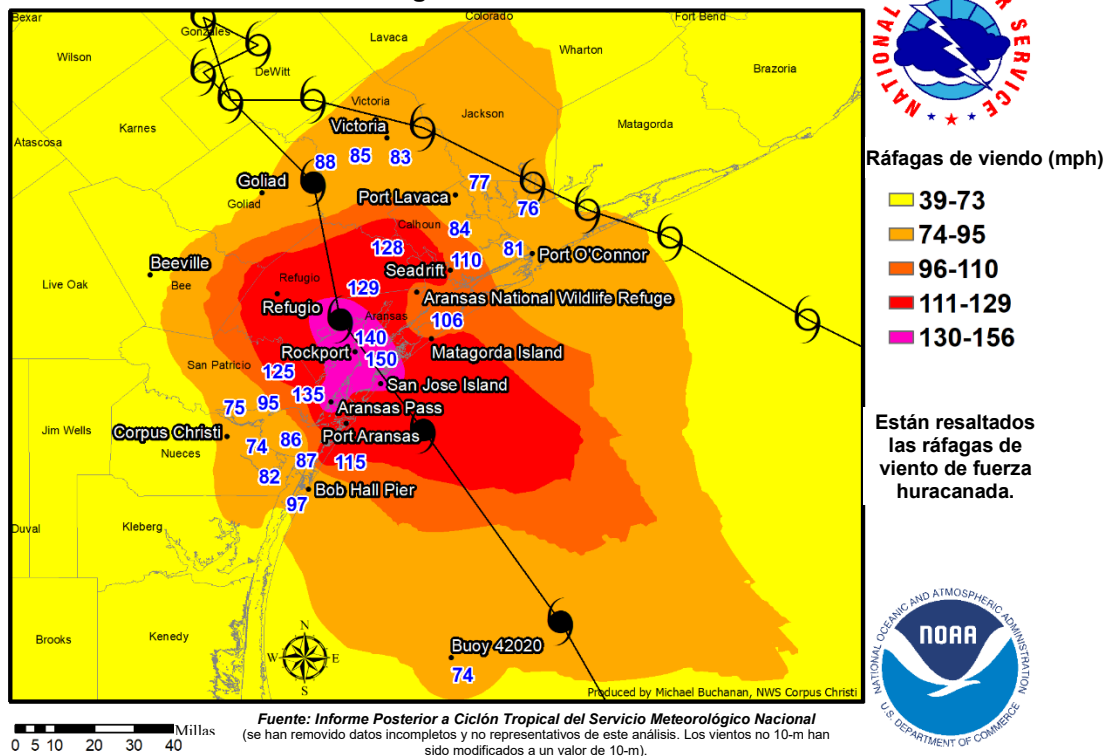 Bexar
Gonzales
Colorado
Fort Bend
Lavaca
Wilson
Wharton
DeWitt
Brazoria
Victoria
Jackson
Matagorda
Karnes
Atascosa
Victoria
85
83
88
Goliad
Goliad
77
Port Lavaca
76
Calhoun
84
128
81
Port O'Connor
Beeville
Bee
110
Seadrift
Live Oak
Refugio
129
Aransas National Wildlife Refuge
Refugio
Aransas
106
140
Rockport
150
Matagorda Island
San Patricio
125
San Jose Island
135
95
75
Aransas Pass
Jim Wells
Corpus Christi
Port Aransas
86
74
Nueces
87
115
82
Bob Hall Pier
97
Duval
Kleberg
Brooks
Kenedy
N
W
E
S
Buoy 42020
74
Produced by Michael Buchanan, NWS Corpus Christi
NATIONAL
SERVICE
Ráfagas de viendo (mph)
39-73
74-95
96-110
111-129
130-156
Están resaltados
las ráfagas de
viento de fuerza
huracanada.
NATIONAL OCEANIC AND ATMOSPHERIC ADMINISTRATION
NOAA
U.S. DEPARTMENT OF COMMERCE
Millas
0 5 10 20 30 40
Fuente: Informe Posterior a Ciclón Tropical del Servicio Meteorológico Nacional
(se han removido datos incompletos y no representativos de este análisis. Los vientos no 10-m han
sido modificados a un valor de 10-m).